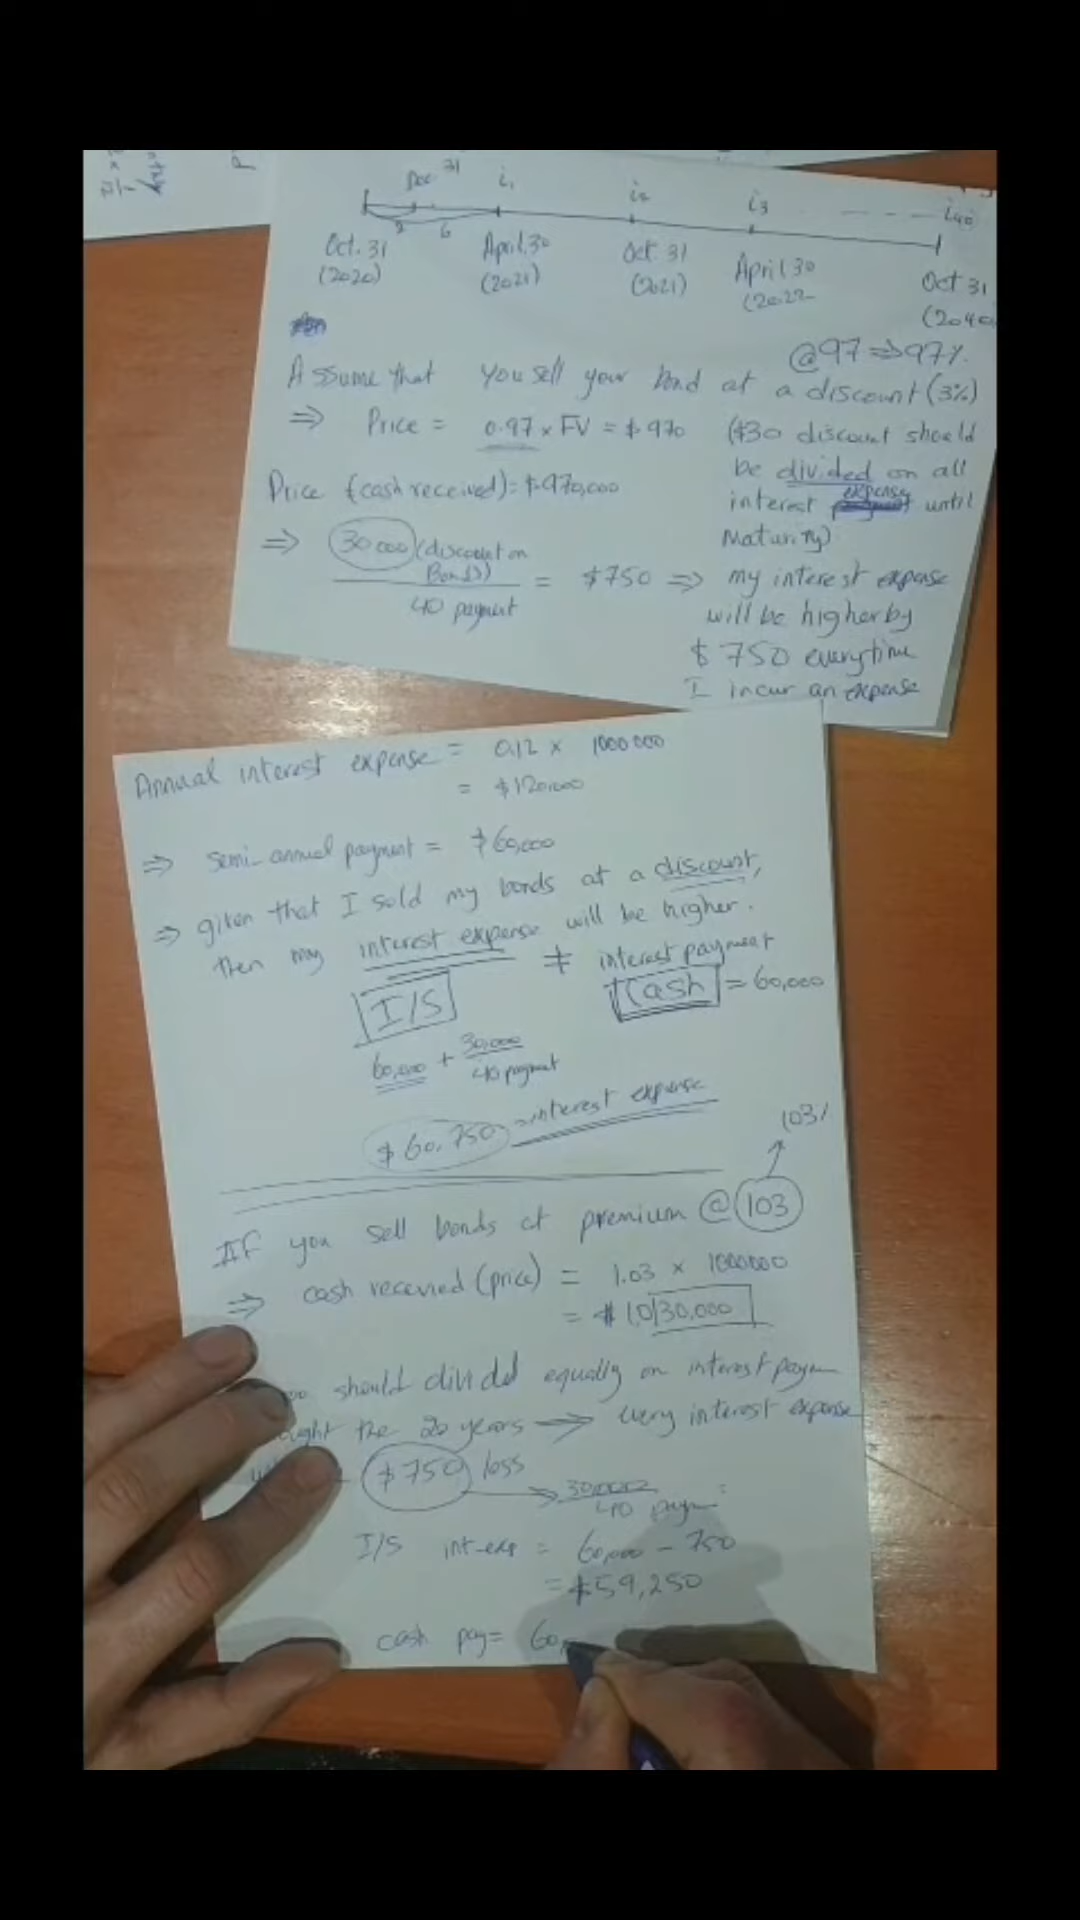 Dec 31 i1 i2 i3 - - - - i40
2 6
Oct. 31 April 30 Oct 31 April 30 Oct 31
(2020) (2021) (2021) (2022 (2040
@97 => 97%
Assume that you sell your bond at a discount (3%)
=> Price = 0.97 x FV = $970 ($30 discount should
be divided on all
Price (cash received) = $970,000
interest expense until
Maturity)
=> 30 000 (discount on
Bonds)
40 payment
= $750 => my interest expense
will be higher by
$750 everytime
I incur an expense
Annual interest expense = 0.12 x 1000 000
= $120,000
=> semi-annual payment = $60,000
=> given that I sold my bonds at a discount,
then my interest expense will be higher.
≠ interest payment
I/S Cash = 60,000
60,000 + 30,000
40 payment
$60,750 = interest expense
103%
If you sell bonds at premium @ 103
=> cash received (price) = 1.03 x 1000000
= $1,030,000
should divided equally on interest paym
the 20 years → every interest expense
$750 loss
30,000
40 paym =
I/S int-exp = 60,000 - 750
= $59,250
cash pay = 60,